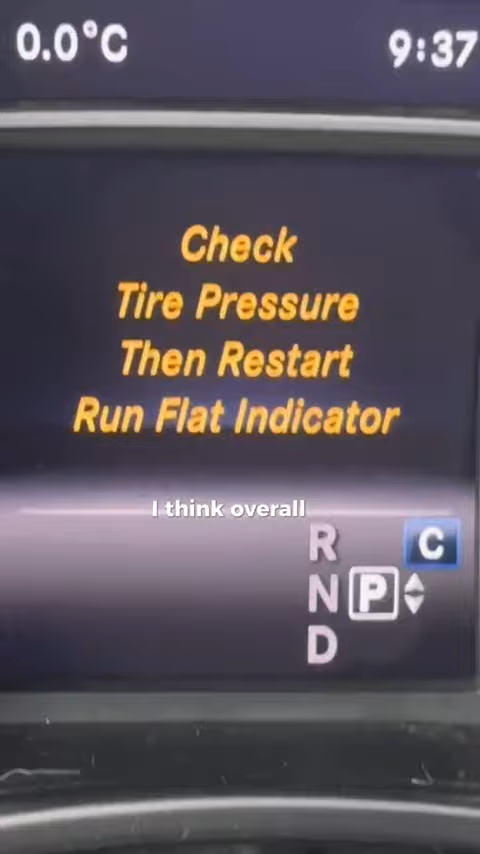 0.0°C 9:37
Check
Tire Pressure
Then Restart
Run Flat Indicator
I think overall
R C
N P
D